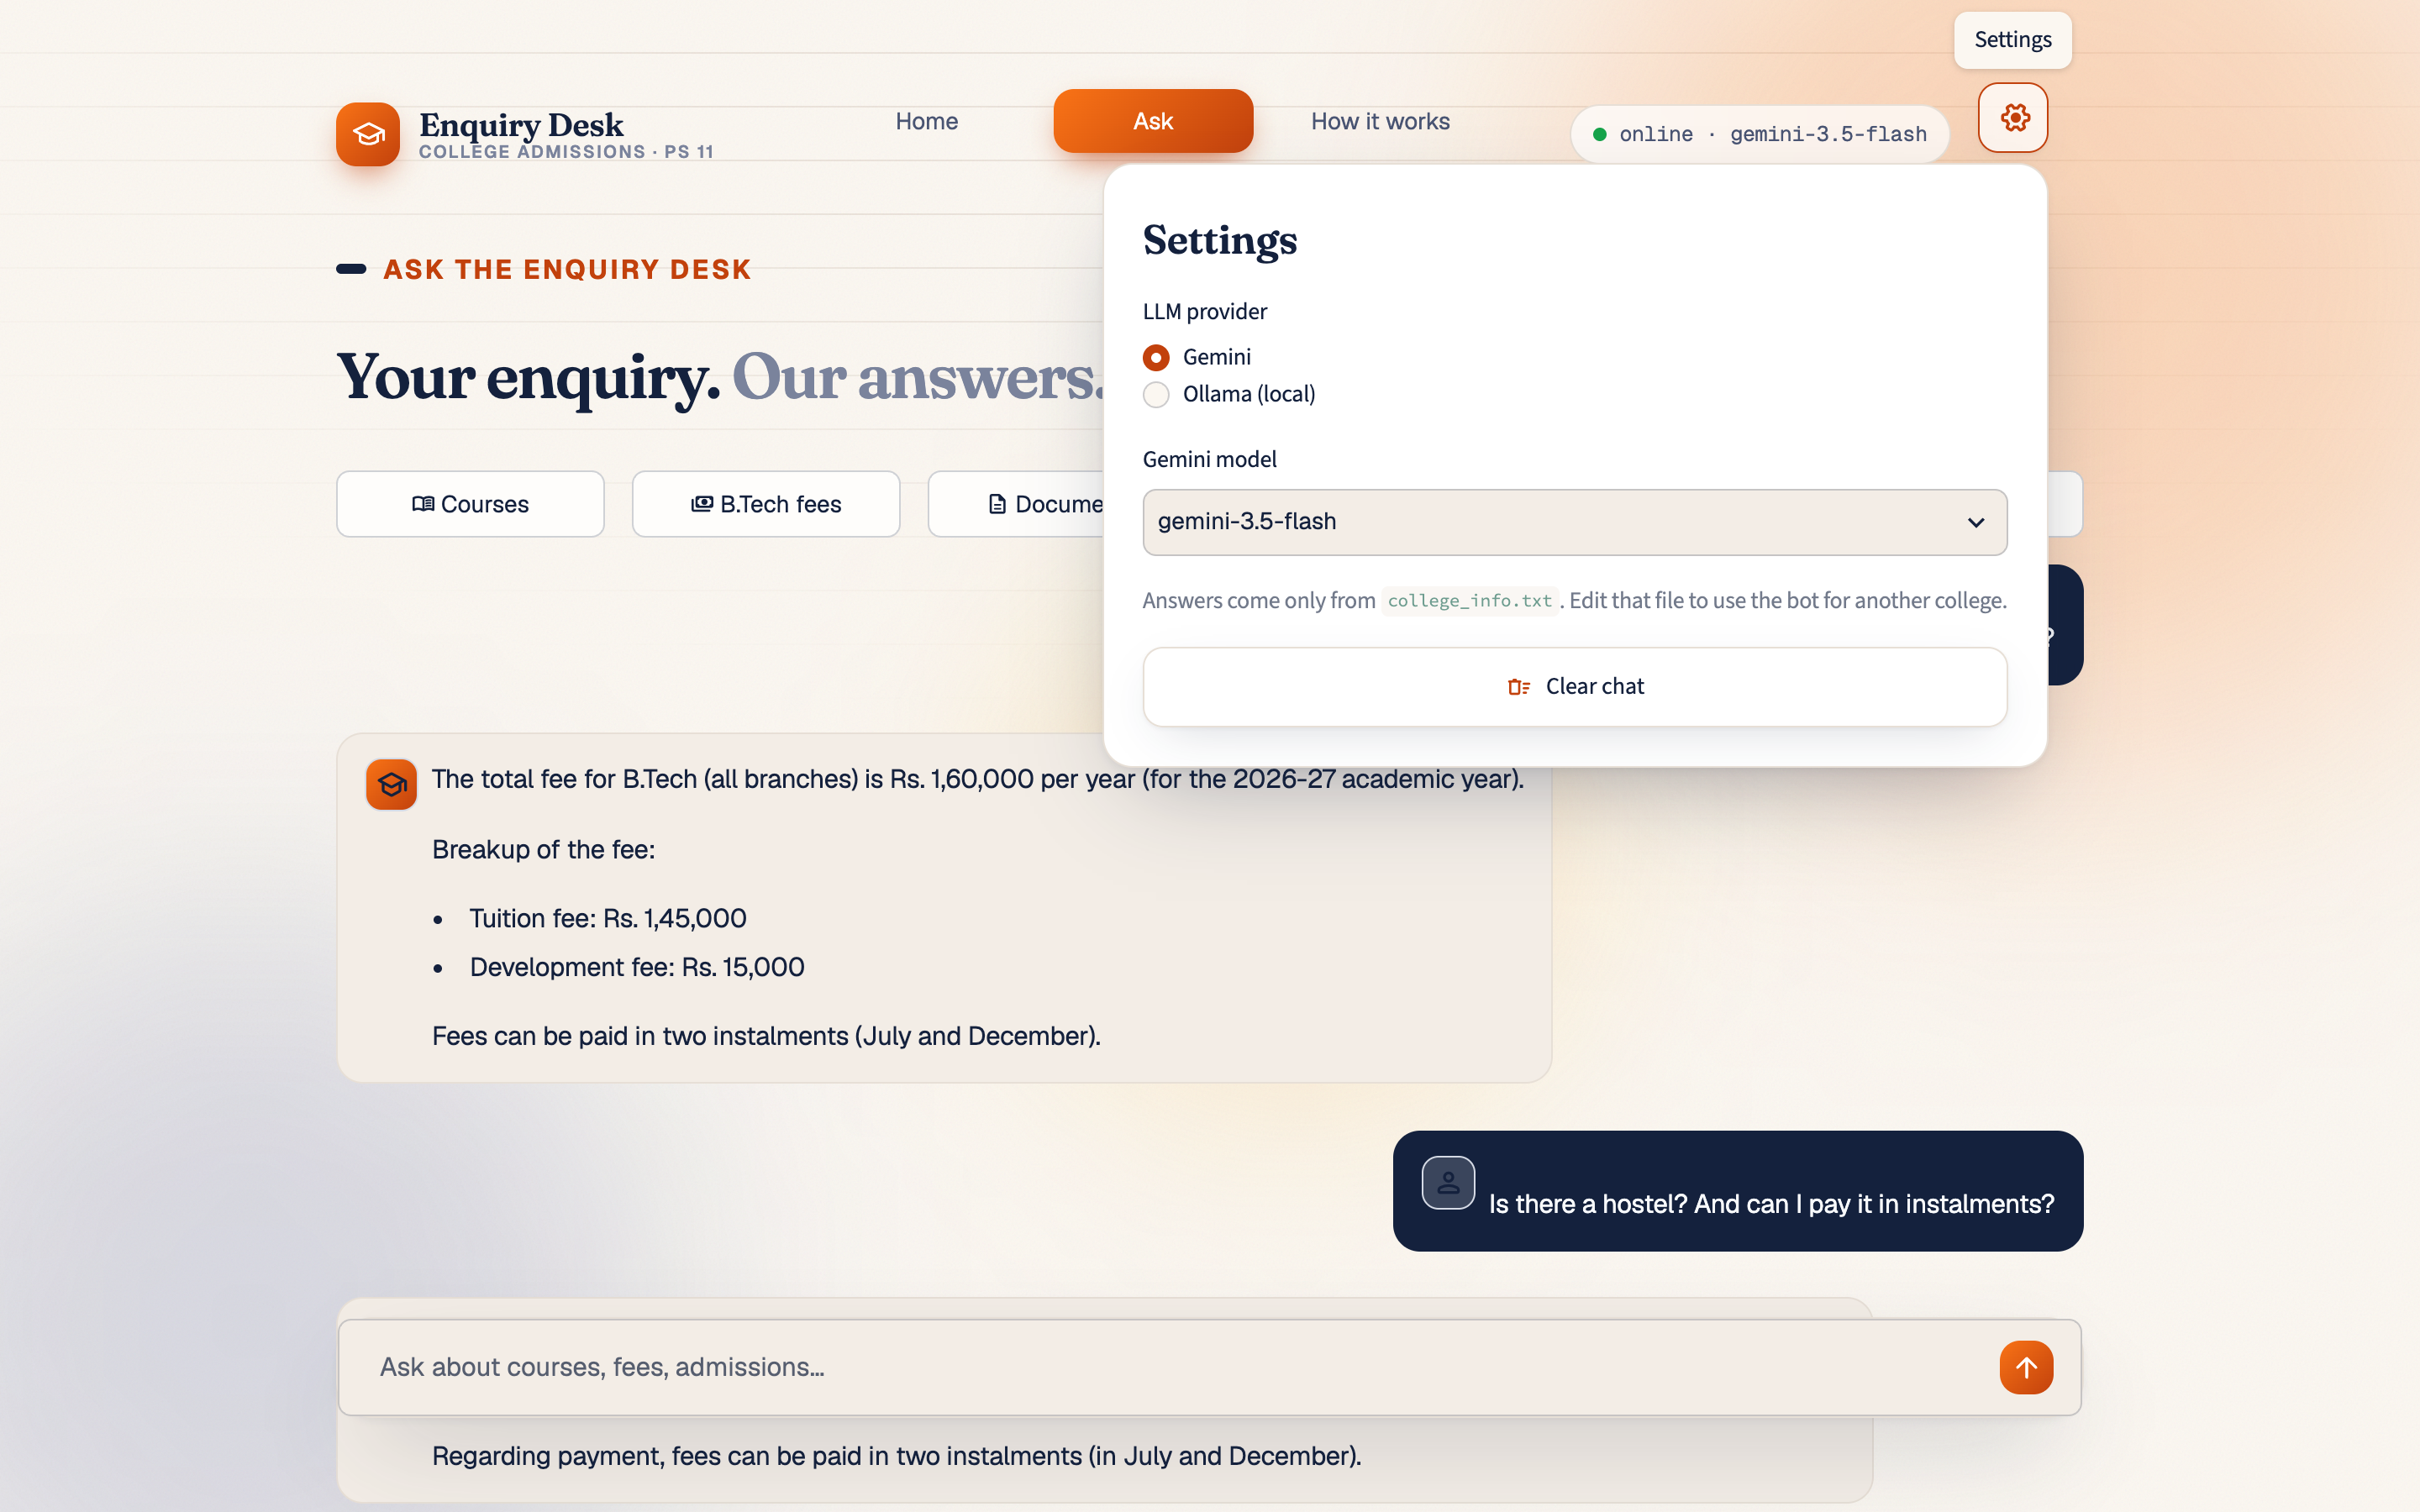 Settings
Enquiry Desk
COLLEGE ADMISSIONS · PS 11
Home
Ask
How it works
online · gemini-3.5-flash
ASK THE ENQUIRY DESK
Your enquiry. Our answers.
Courses
B.Tech fees
Settings
LLM provider
Gemini
Ollama (local)
Gemini model
gemini-3.5-flash
Answers come only from college_info.txt. Edit that file to use the bot for another college.
Clear chat
The total fee for B.Tech (all branches) is Rs. 1,60,000 per year (for the 2026-27 academic year).
Breakup of the fee:
• Tuition fee: Rs. 1,45,000
• Development fee: Rs. 15,000
Fees can be paid in two instalments (July and December).
Is there a hostel? And can I pay it in instalments?
Ask about courses, fees, admissions...
Regarding payment, fees can be paid in two instalments (in July and December).